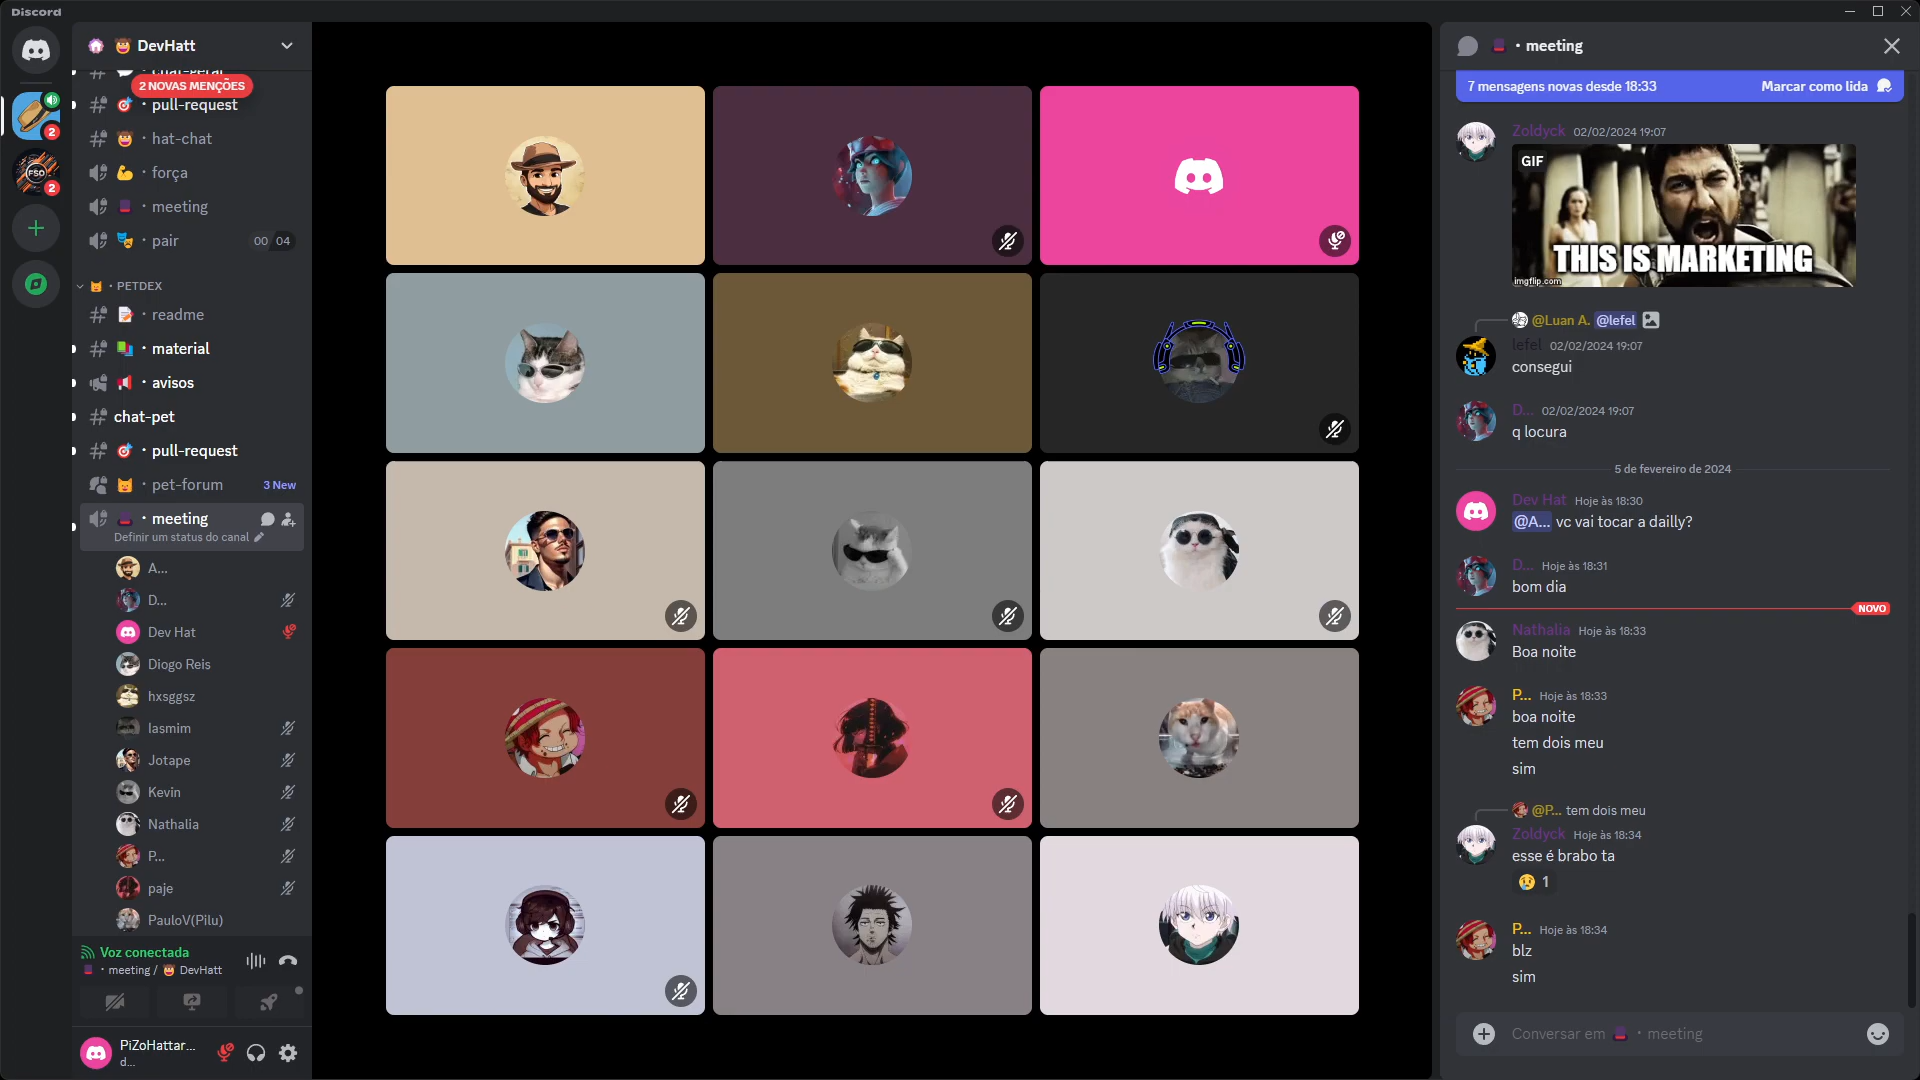 Discord
DevHatt
2 NOVAS MENÇÕES
· pull-request
· hat-chat
· força
· meeting
· pair
00 04
· PETDEX
· readme
· material
· avisos
chat-pet
· pull-request
· pet-forum
3 New
· meeting
Definir um status do canal
A...
D...
Dev Hat
Diogo Reis
hxsggsz
Iasmim
Jotape
Kevin
Nathalia
P...
paje
PauloV(Pilu)
Voz conectada
· meeting / DevHatt
PiZoHattar...
d...
2
FSO
2
· meeting
7 mensagens novas desde 18:33
Marcar como lida
Zoldyck 02/02/2024 19:07
GIF
THIS IS MARKETING
imgflip.com
@Luan A. @lefel
lefel 02/02/2024 19:07
consegui
D... 02/02/2024 19:07
q locura
5 de fevereiro de 2024
Dev Hat Hoje às 18:30
@A... vc vai tocar a dailly?
D... Hoje às 18:31
bom dia
NOVO
Nathalia Hoje às 18:33
Boa noite
P... Hoje às 18:33
boa noite
tem dois meu
sim
@P... tem dois meu
Zoldyck Hoje às 18:34
esse é brabo ta
1
P... Hoje às 18:34
blz
sim
Conversar em · meeting